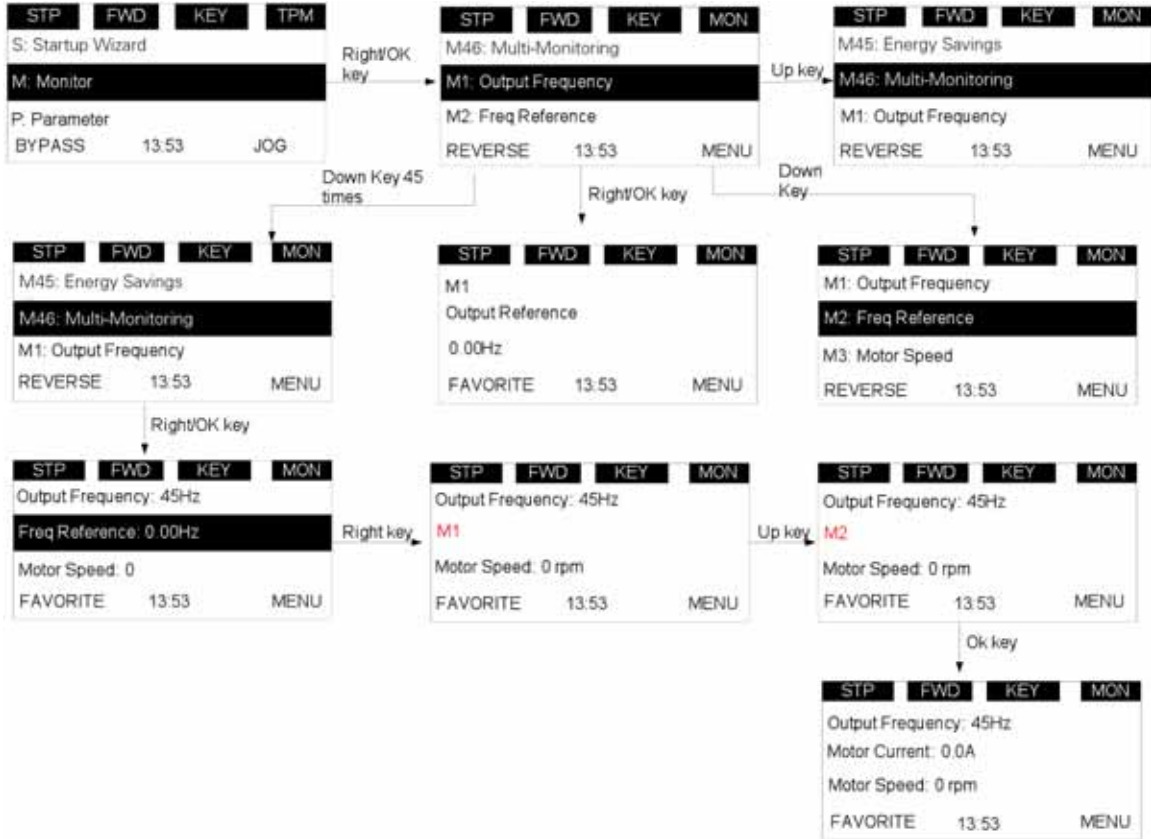 STP FWD KEY TPM
S: Startup Wizard
M: Monitor
P: Parameter
BYPASS 13:53 JOG
Right/OK key
STP FWD KEY MON
M46: Multi-Monitoring
M1: Output Frequency
M2: Freq Reference
REVERSE 13:53 MENU
Up key
STP FWD KEY MON
M45: Energy Savings
M46: Multi-Monitoring
M1: Output Frequency
REVERSE 13:53 MENU
Down Key 45 times
Right/OK key
Down Key
STP FWD KEY MON
M45: Energy Savings
M46: Multi-Monitoring
M1: Output Frequency
REVERSE 13:53 MENU
STP FWD KEY MON
M1
Output Reference
0.00Hz
FAVORITE 13:53 MENU
STP FWD KEY MON
M1: Output Frequency
M2: Freq Reference
M3: Motor Speed
REVERSE 13:53 MENU
Right/OK key
STP FWD KEY MON
Output Frequency: 45Hz
Freq Reference: 0.00Hz
Motor Speed: 0
FAVORITE 13:53 MENU
Right key
STP FWD KEY MON
Output Frequency: 45Hz
M1
Motor Speed: 0 rpm
FAVORITE 13:53 MENU
Up key
STP FWD KEY MON
Output Frequency: 45Hz
M2
Motor Speed: 0 rpm
FAVORITE 13:53 MENU
Ok key
STP FWD KEY MON
Output Frequency: 45Hz
Motor Current: 0.0A
Motor Speed: 0 rpm
FAVORITE 13:53 MENU